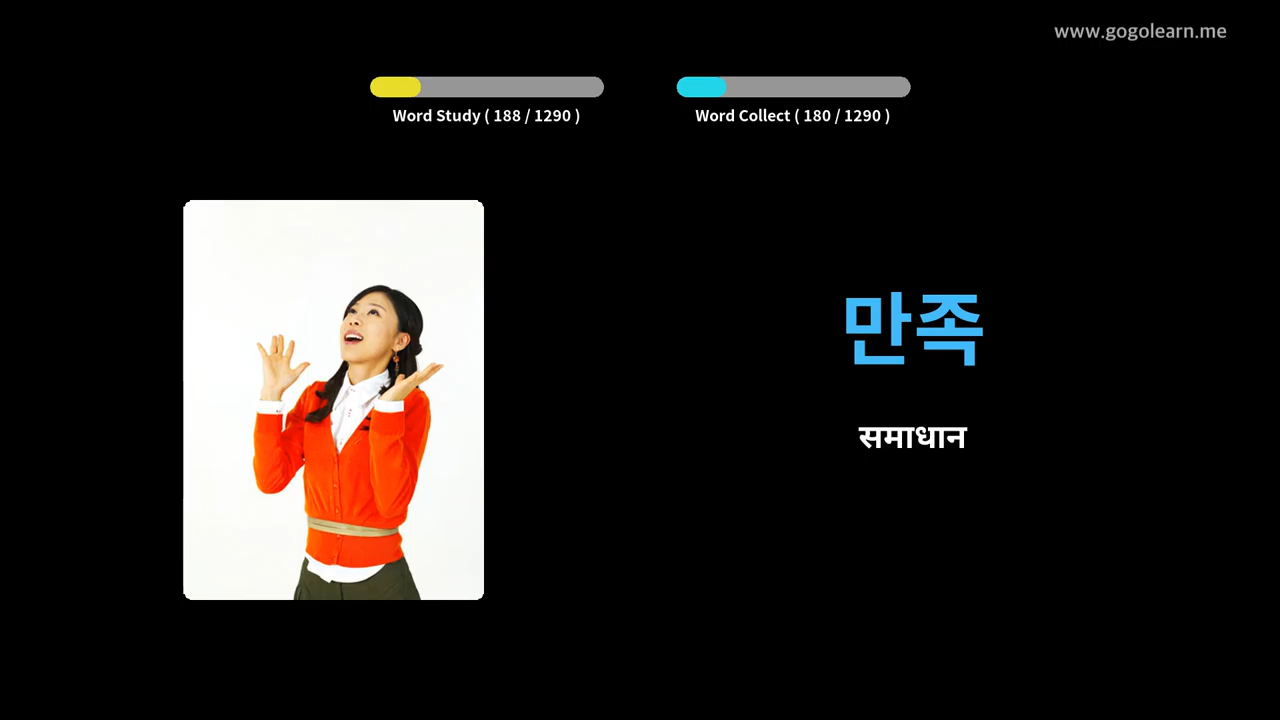 www.gogolearn.me
Word Study ( 188 / 1290 )
Word Collect ( 180 / 1290 )
만족
समाधान